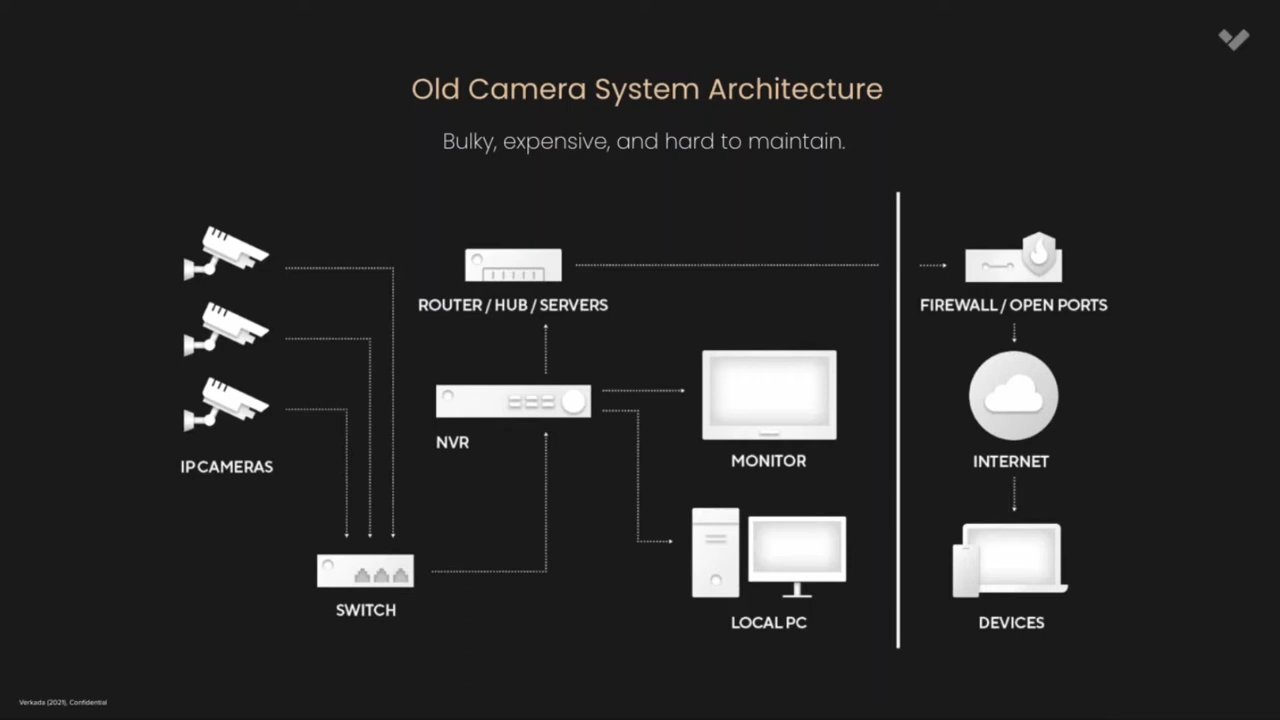 Old Camera System Architecture
Bulky, expensive, and hard to maintain.
ROUTER / HUB / SERVERS
FIREWALL / OPEN PORTS
NVR
MONITOR
INTERNET
IP CAMERAS
SWITCH
LOCAL PC
DEVICES
Verkada (2021), Confidential